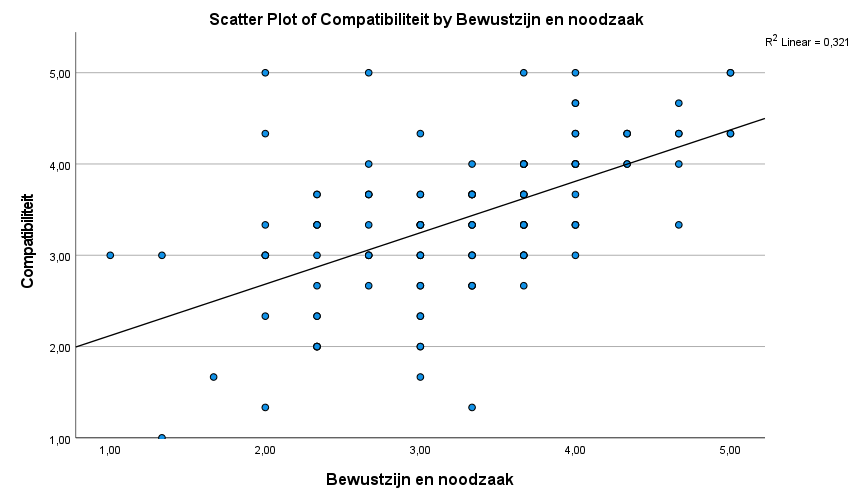 Scatter Plot of Compatibiliteit by Bewustzijn en noodzaak
R2 Linear = 0,321
5,00
4,00
3,00
2,00
1,00
Compatibiliteit
1,00 2,00 3,00 4,00 5,00
Bewustzijn en noodzaak